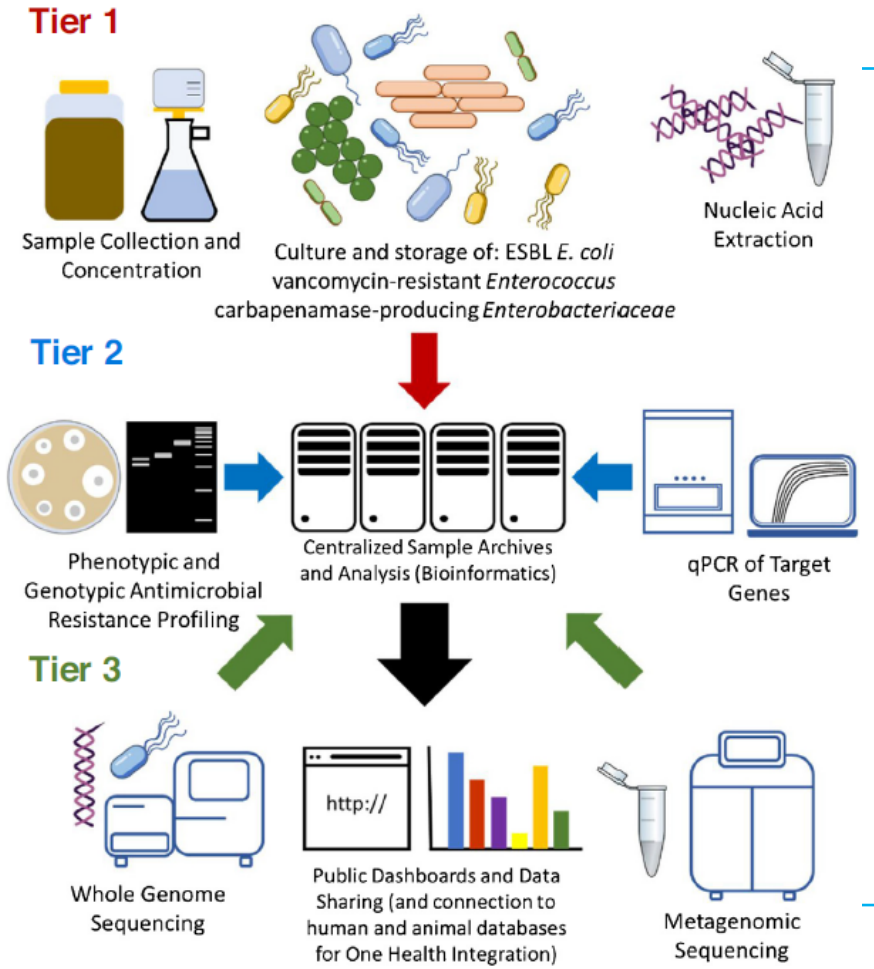 Tier 1
Sample Collection and
Concentration
Culture and storage of: ESBL E. coli
vancomycin-resistant Enterococcus
carbapenamase-producing Enterobacteriaceae
Nucleic Acid
Extraction
Tier 2
Phenotypic and
Genotypic Antimicrobial
Resistance Profiling
Centralized Sample Archives
and Analysis (Bioinformatics)
qPCR of Target
Genes
Tier 3
Whole Genome
Sequencing
http://
Public Dashboards and Data
Sharing (and connection to
human and animal databases
for One Health Integration)
Metagenomic
Sequencing